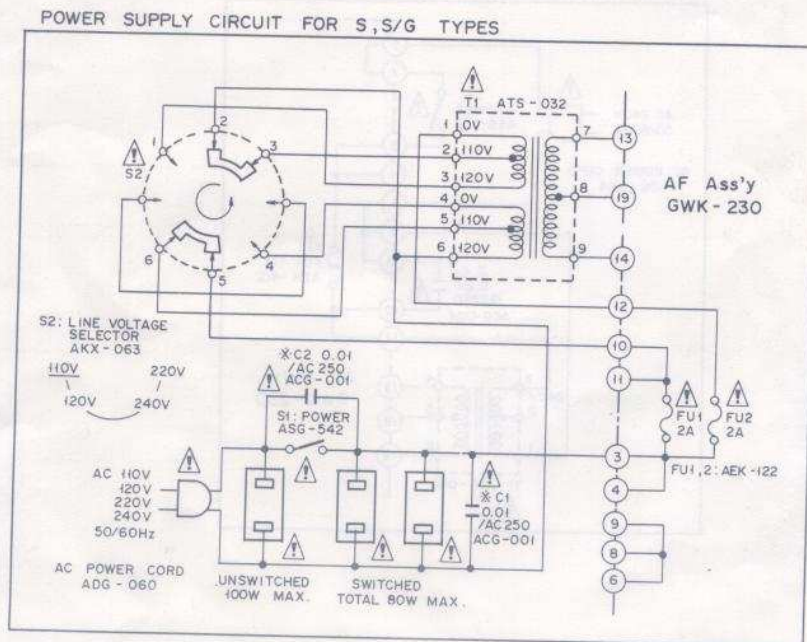 POWER SUPPLY CIRCUIT FOR S,S/G TYPES
T1 ATS-032
1 0V
2 110V
3 120V
4 0V
5 110V
6 120V
7
8
9
13
19
14
AF Ass'y
GWK-230
S2
1
2
3
4
5
6
12
10
11
3
4
9
8
6
FU1
2A
FU2
2A
FU1,2: AEK-122
S2: LINE VOLTAGE
SELECTOR
AKX-063
110V
220V
120V
240V
※C2 0.01
/AC250
ACG-001
S1: POWER
ASG-542
※C1
0.01
/AC250
ACG-001
AC 110V
120V
220V
240V
50/60Hz
AC POWER CORD
ADG-060
UNSWITCHED
100W MAX.
SWITCHED
TOTAL 80W MAX.